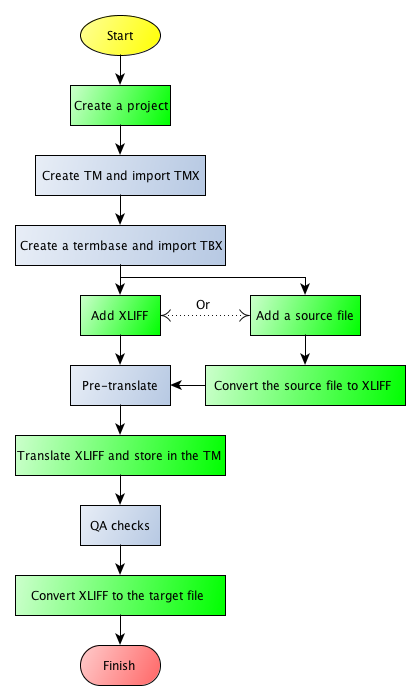 Start
Create a project
Create TM and import TMX
Create a termbase and import TBX
Or
Add XLIFF
Add a source file
Pre-translate
Convert the source file to XLIFF
Translate XLIFF and store in the TM
QA checks
Convert XLIFF to the target file
Finish